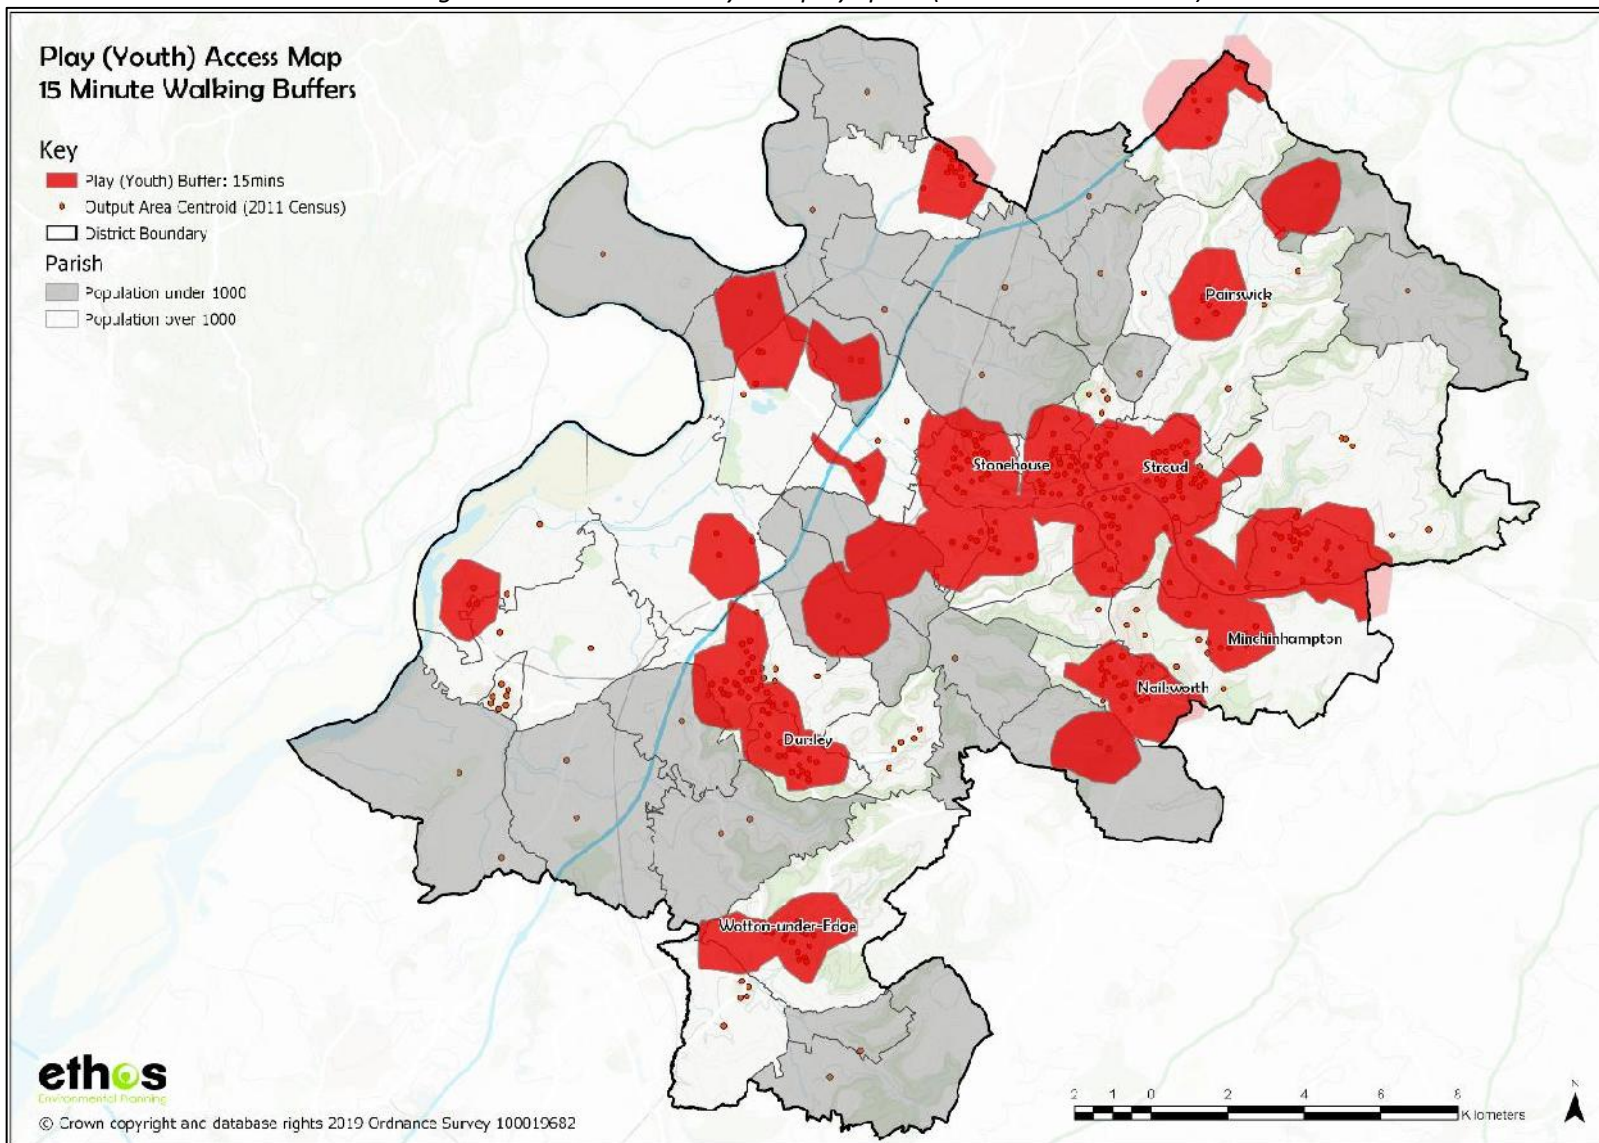 Play (Youth) Access Map
15 Minute Walking Buffers
Key
Play (Youth) Buffer: 15mins
Output Area Centroid (2011 Census)
District Boundary
Parish
Population under 1000
Population over 1000
Painswick
Stonehouse
Stroud
Minchinhampton
Nailsworth
Dursley
Wotton-under-Edge
ethos
Environmental Planning
© Crown copyright and database rights 2019 Ordnance Survey 100019682
2 1 0 2 4 6 8
Kilometers
N